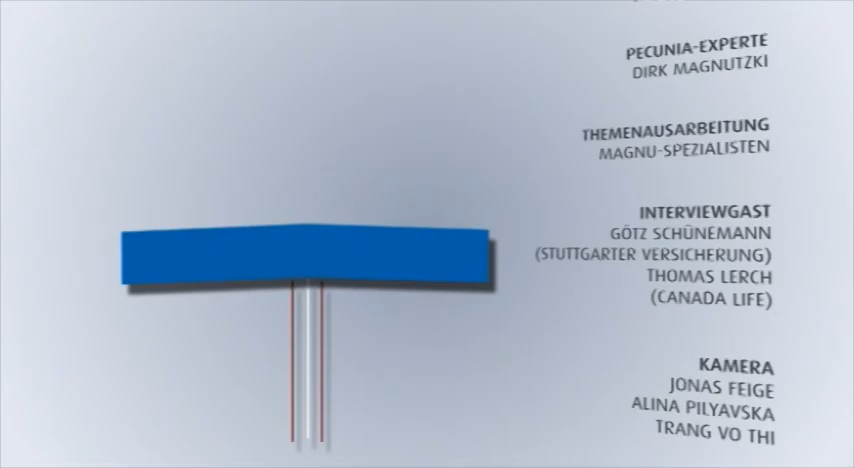 PECUNIA-EXPERTE
DIRK MAGNUTZKI
THEMENAUSARBEITUNG
MAGNU-SPEZIALISTEN
INTERVIEWGAST
GÖTZ SCHÜNEMANN
(STUTTGARTER VERSICHERUNG)
THOMAS LERCH
(CANADA LIFE)
KAMERA
JONAS FEIGE
ALINA PILYAVSKA
TRANG VO THI